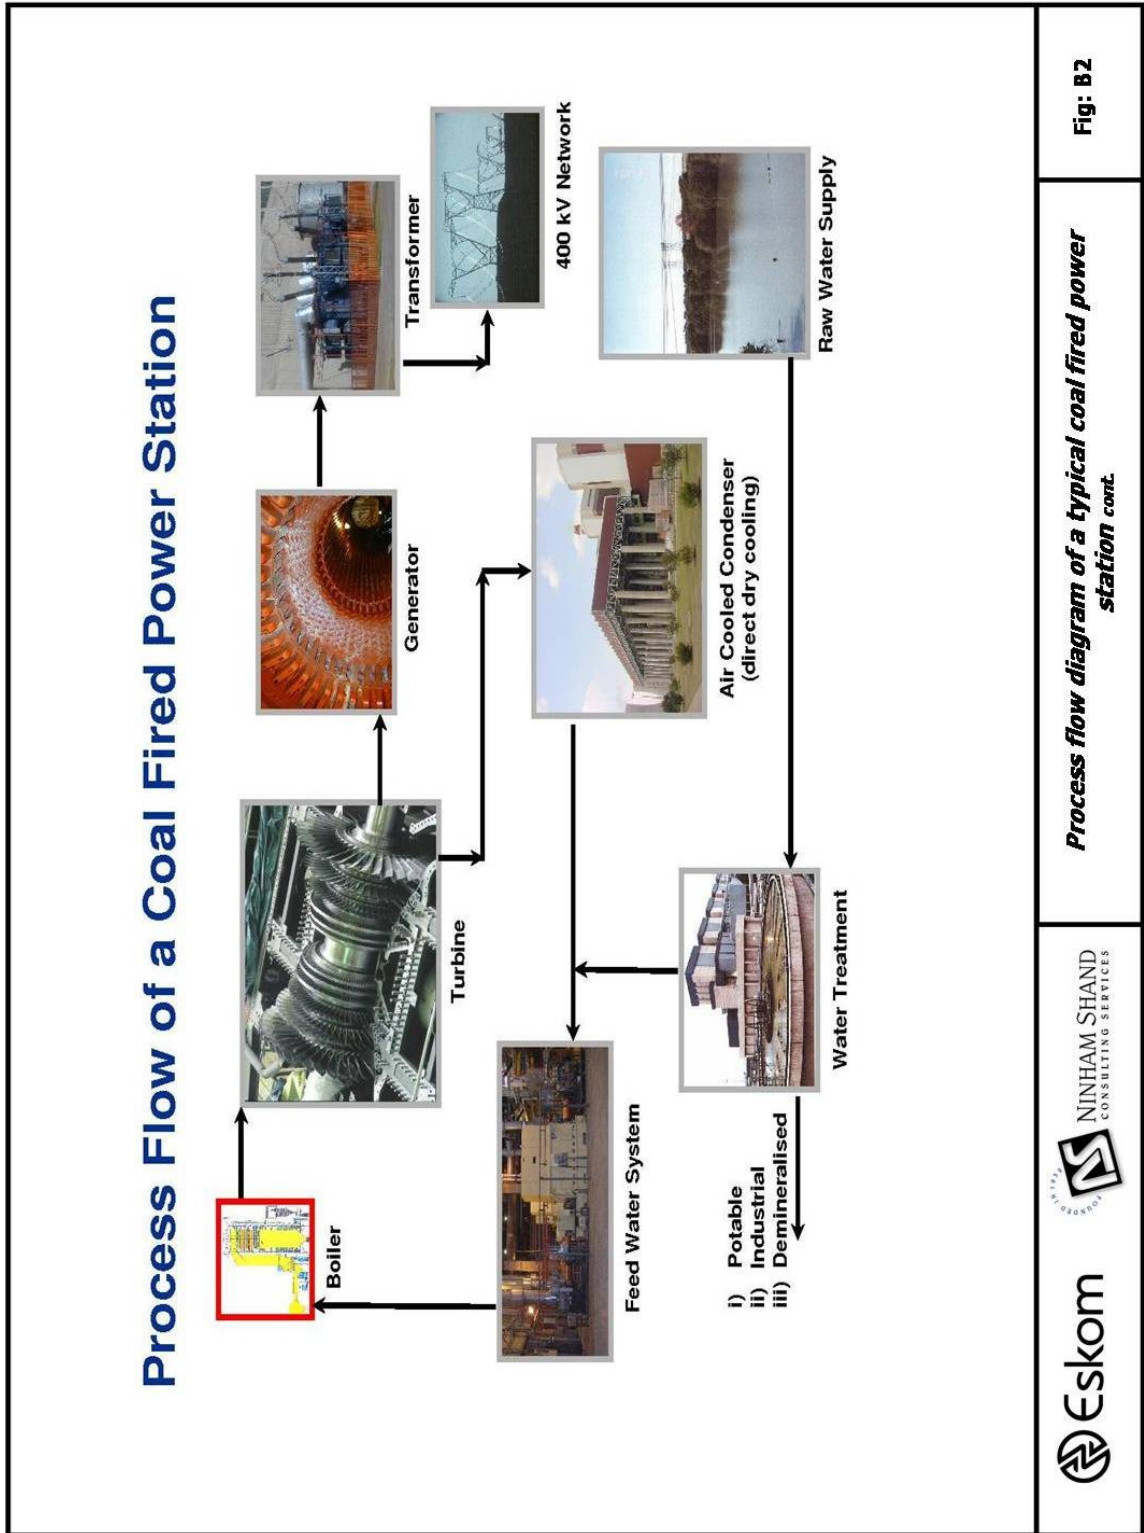 Process Flow of a Coal Fired Power Station
Boiler
Turbine
Generator
Transformer
400 kV Network
Feed Water System
Air Cooled Condenser
(direct dry cooling)
Water Treatment
Raw Water Supply
i) Potable
ii) Industrial
iii) Demineralised
Eskom
NINHAM SHAND
CONSULTING SERVICES
Process flow diagram of a typical coal fired power
station cont.
Fig: B2